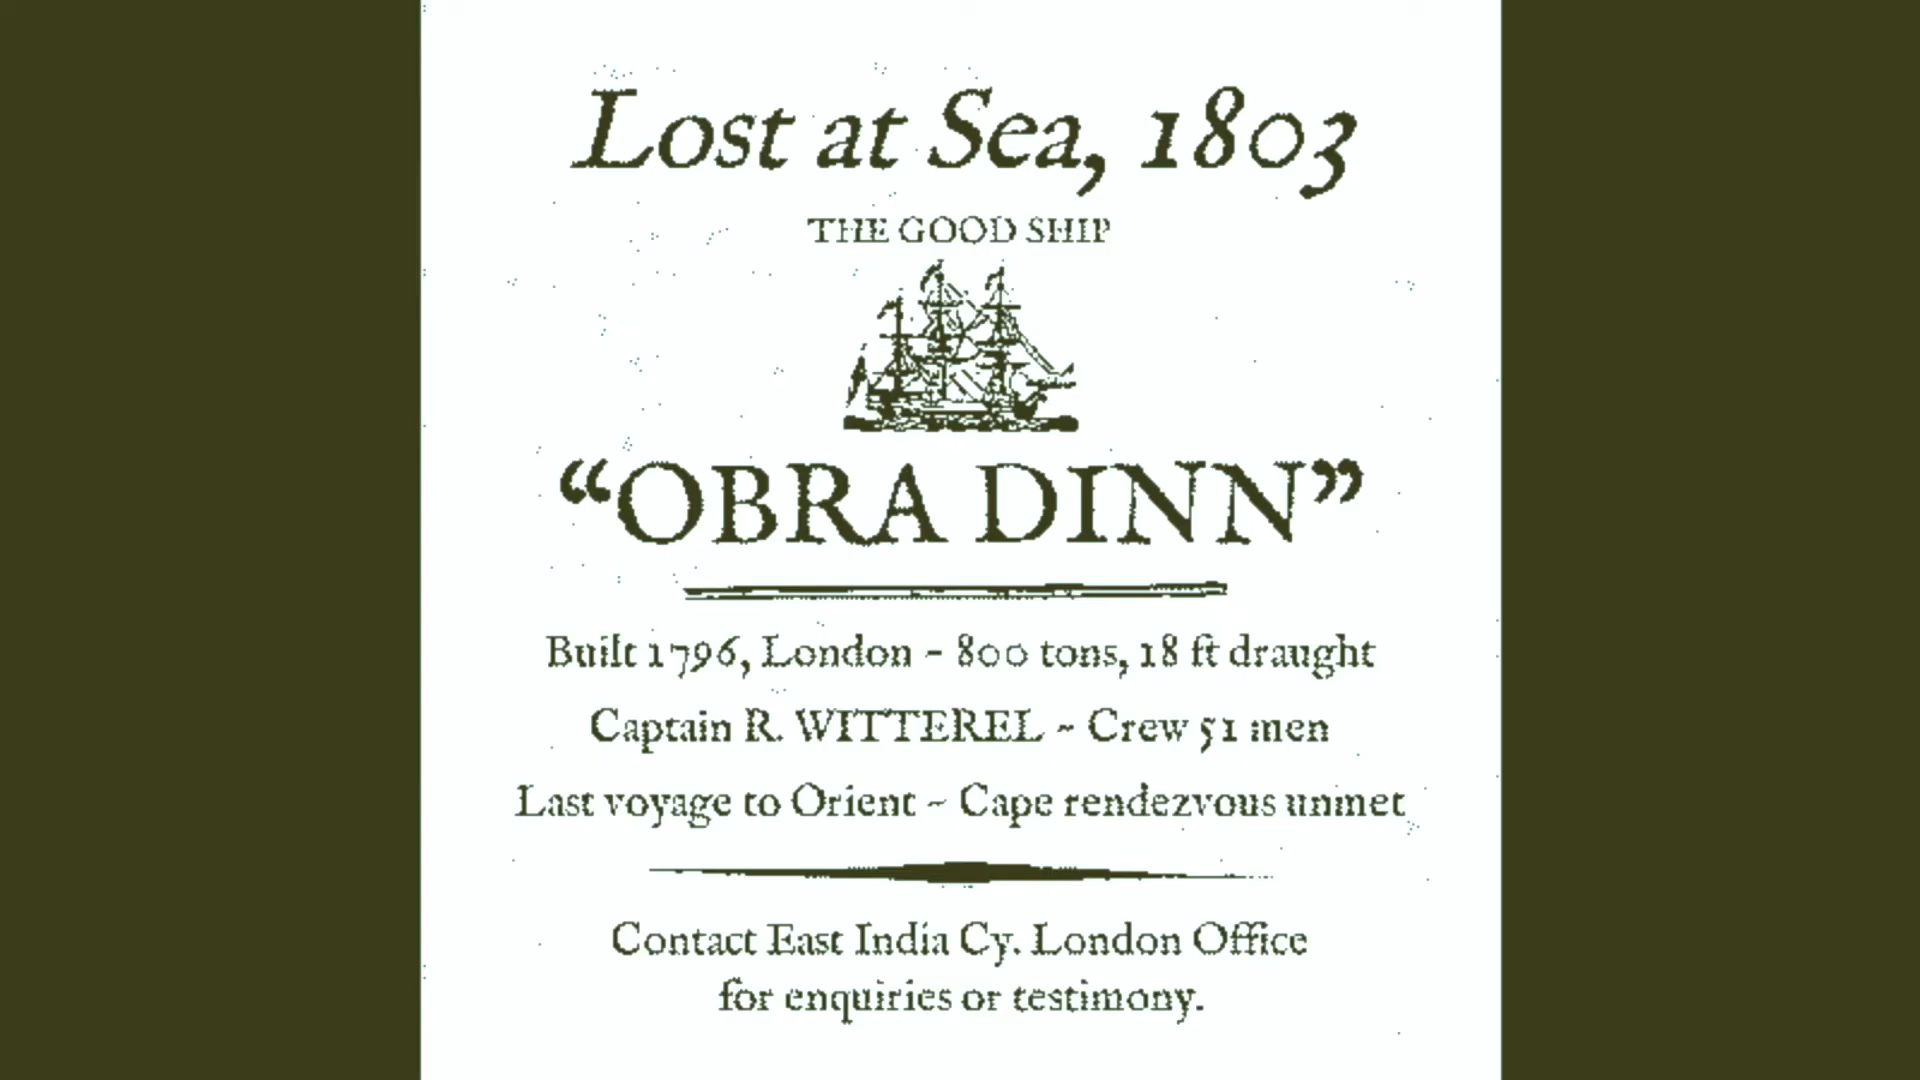 Lost at Sea, 1803
THE GOOD SHIP
“OBRA DINN”
Built 1796, London ~ 800 tons, 18 ft draught
Captain R. WITTEREL ~ Crew 51 men
Last voyage to Orient ~ Cape rendezvous unmet
Contact East India Cy. London Office
for enquiries or testimony.